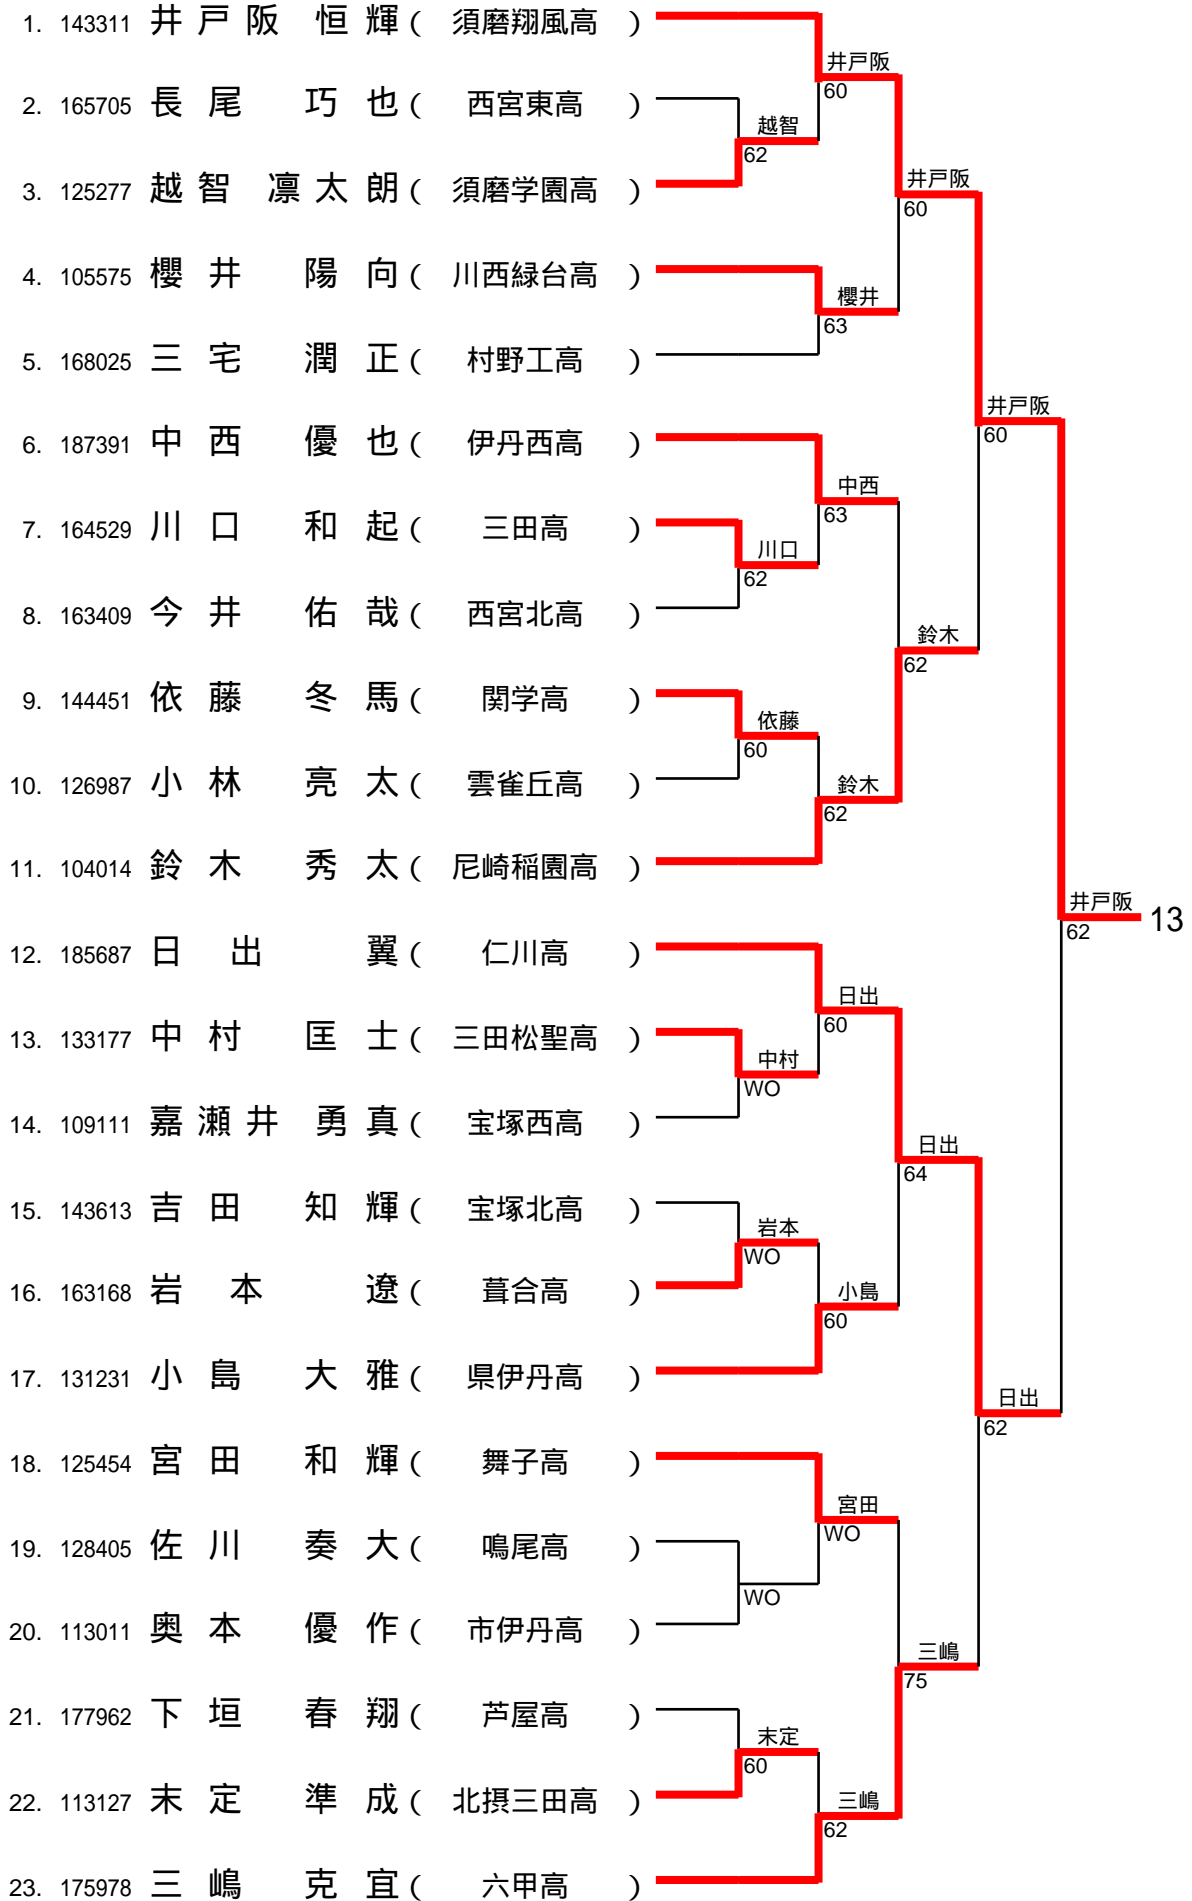 1. 143311 井戸阪 恒輝 ( 須磨翔風高 )
井戸阪
60
2. 165705 長尾 巧也 ( 西宮東高 )
越智
62
3. 125277 越智 凛太朗 ( 須磨学園高 )
井戸阪
60
4. 105575 櫻井 陽向 ( 川西緑台高 )
櫻井
63
5. 168025 三宅 潤正 ( 村野工高 )
井戸阪
60
6. 187391 中西 優也 ( 伊丹西高 )
中西
63
7. 164529 川口 和起 ( 三田高 )
川口
62
8. 163409 今井 佑哉 ( 西宮北高 )
鈴木
62
9. 144451 依藤 冬馬 ( 関学高 )
依藤
60
10. 126987 小林 亮太 ( 雲雀丘高 )
鈴木
62
11. 104014 鈴木 秀太 ( 尼崎稲園高 )
井戸阪
62
13
12. 185687 日出 翼 ( 仁川高 )
日出
60
13. 133177 中村 匡士 ( 三田松聖高 )
中村
WO
14. 109111 嘉瀬井 勇真 ( 宝塚西高 )
日出
64
15. 143613 吉田 知輝 ( 宝塚北高 )
岩本
WO
16. 163168 岩本 遼 ( 葺合高 )
小島
60
17. 131231 小島 大雅 ( 県伊丹高 )
日出
62
18. 125454 宮田 和輝 ( 舞子高 )
宮田
WO
19. 128405 佐川 奏大 ( 鳴尾高 )
WO
20. 113011 奥本 優作 ( 市伊丹高 )
三嶋
75
21. 177962 下垣 春翔 ( 芦屋高 )
末定
60
22. 113127 末定 準成 ( 北摂三田高 )
三嶋
62
23. 175978 三嶋 克宜 ( 六甲高 )